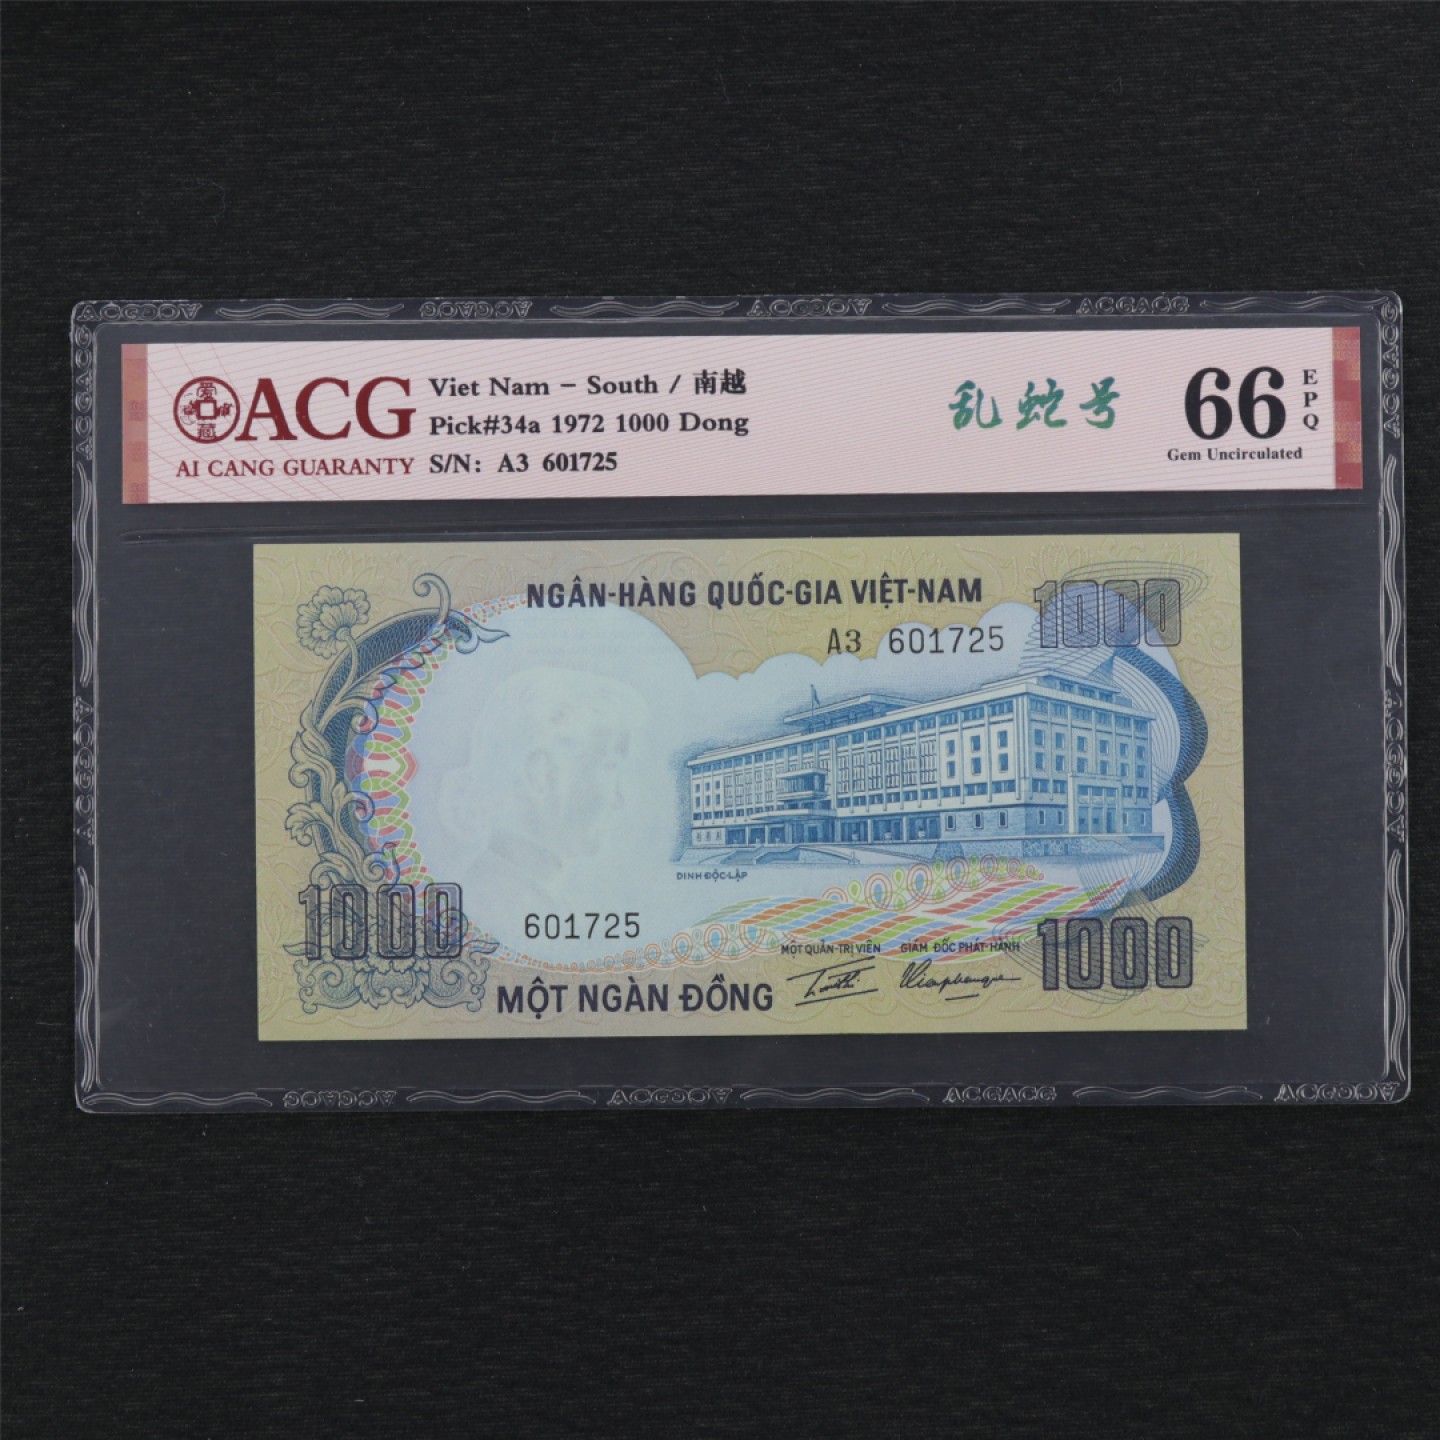 ACGACG
ACG
AI CANG GUARANTY
Viet Nam – South / 南越
Pick#34a 1972 1000 Dong
S/N: A3 601725
乱蛇号
66
EPQ
Gem Uncirculated
NGÂN-HÀNG QUỐC-GIA VIỆT-NAM
1000
A3 601725
DINH ĐỘC-LẬP
1000
601725
MỘT QUẢN-TRỊ VIÊN
GIÁM ĐỐC PHÁT-HÀNH
1000
MỘT NGÀN ĐỒNG
ACGACG